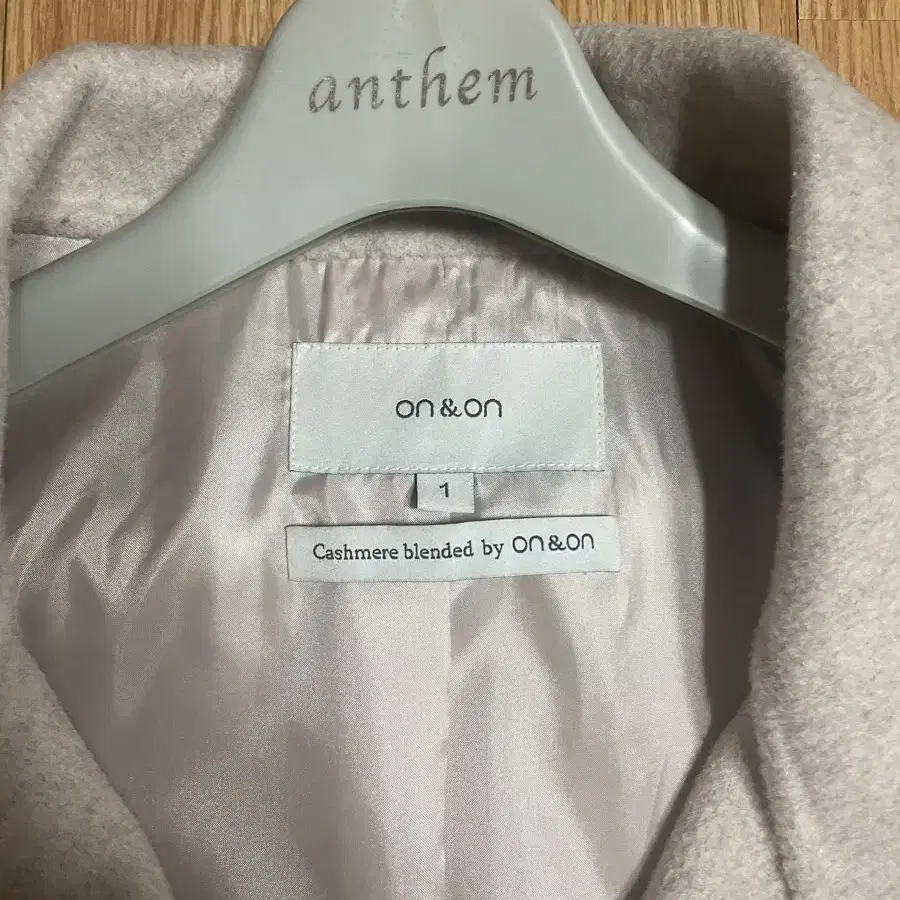 anthem
on&on
1
Cashmere blended by on&on